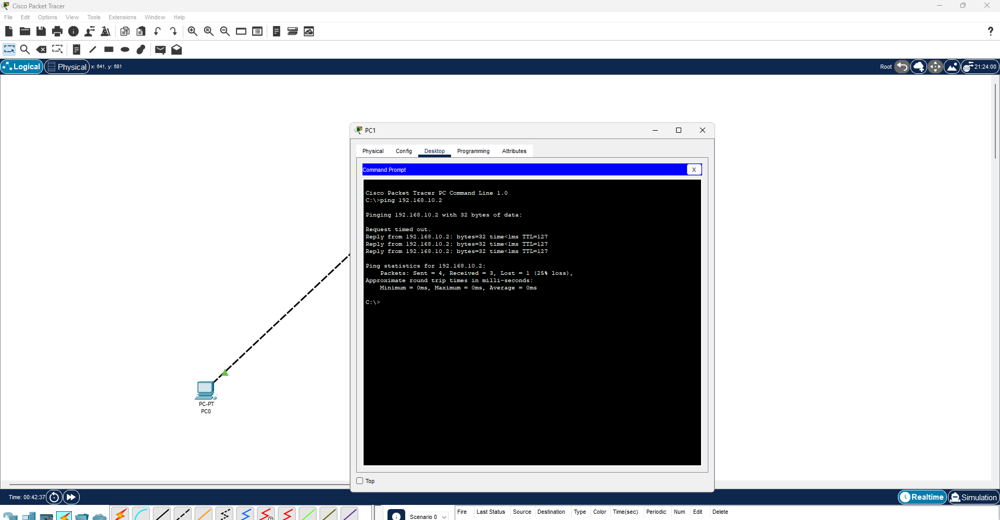 Cisco Packet Tracer
File Edit Options View Tools Extensions Window Help
Logical Physical x: 641, y: 681 Root 21:24:00
PC1
Physical Config Desktop Programming Attributes
Command Prompt X
Cisco Packet Tracer PC Command Line 1.0
C:\>ping 192.168.10.2
Pinging 192.168.10.2 with 32 bytes of data:
Request timed out.
Reply from 192.168.10.2: bytes=32 time<1ms TTL=127
Reply from 192.168.10.2: bytes=32 time<1ms TTL=127
Reply from 192.168.10.2: bytes=32 time<1ms TTL=127
Ping statistics for 192.168.10.2:
Packets: Sent = 4, Received = 3, Lost = 1 (25% loss),
Approximate round trip times in milli-seconds:
Minimum = 0ms, Maximum = 0ms, Average = 0ms
C:\>
PC-PT
PC0
Top
Time: 00:42:37 Realtime Simulation
Scenario 0 Fire Last Status Source Destination Type Color Time(sec) Periodic Num Edit Delete